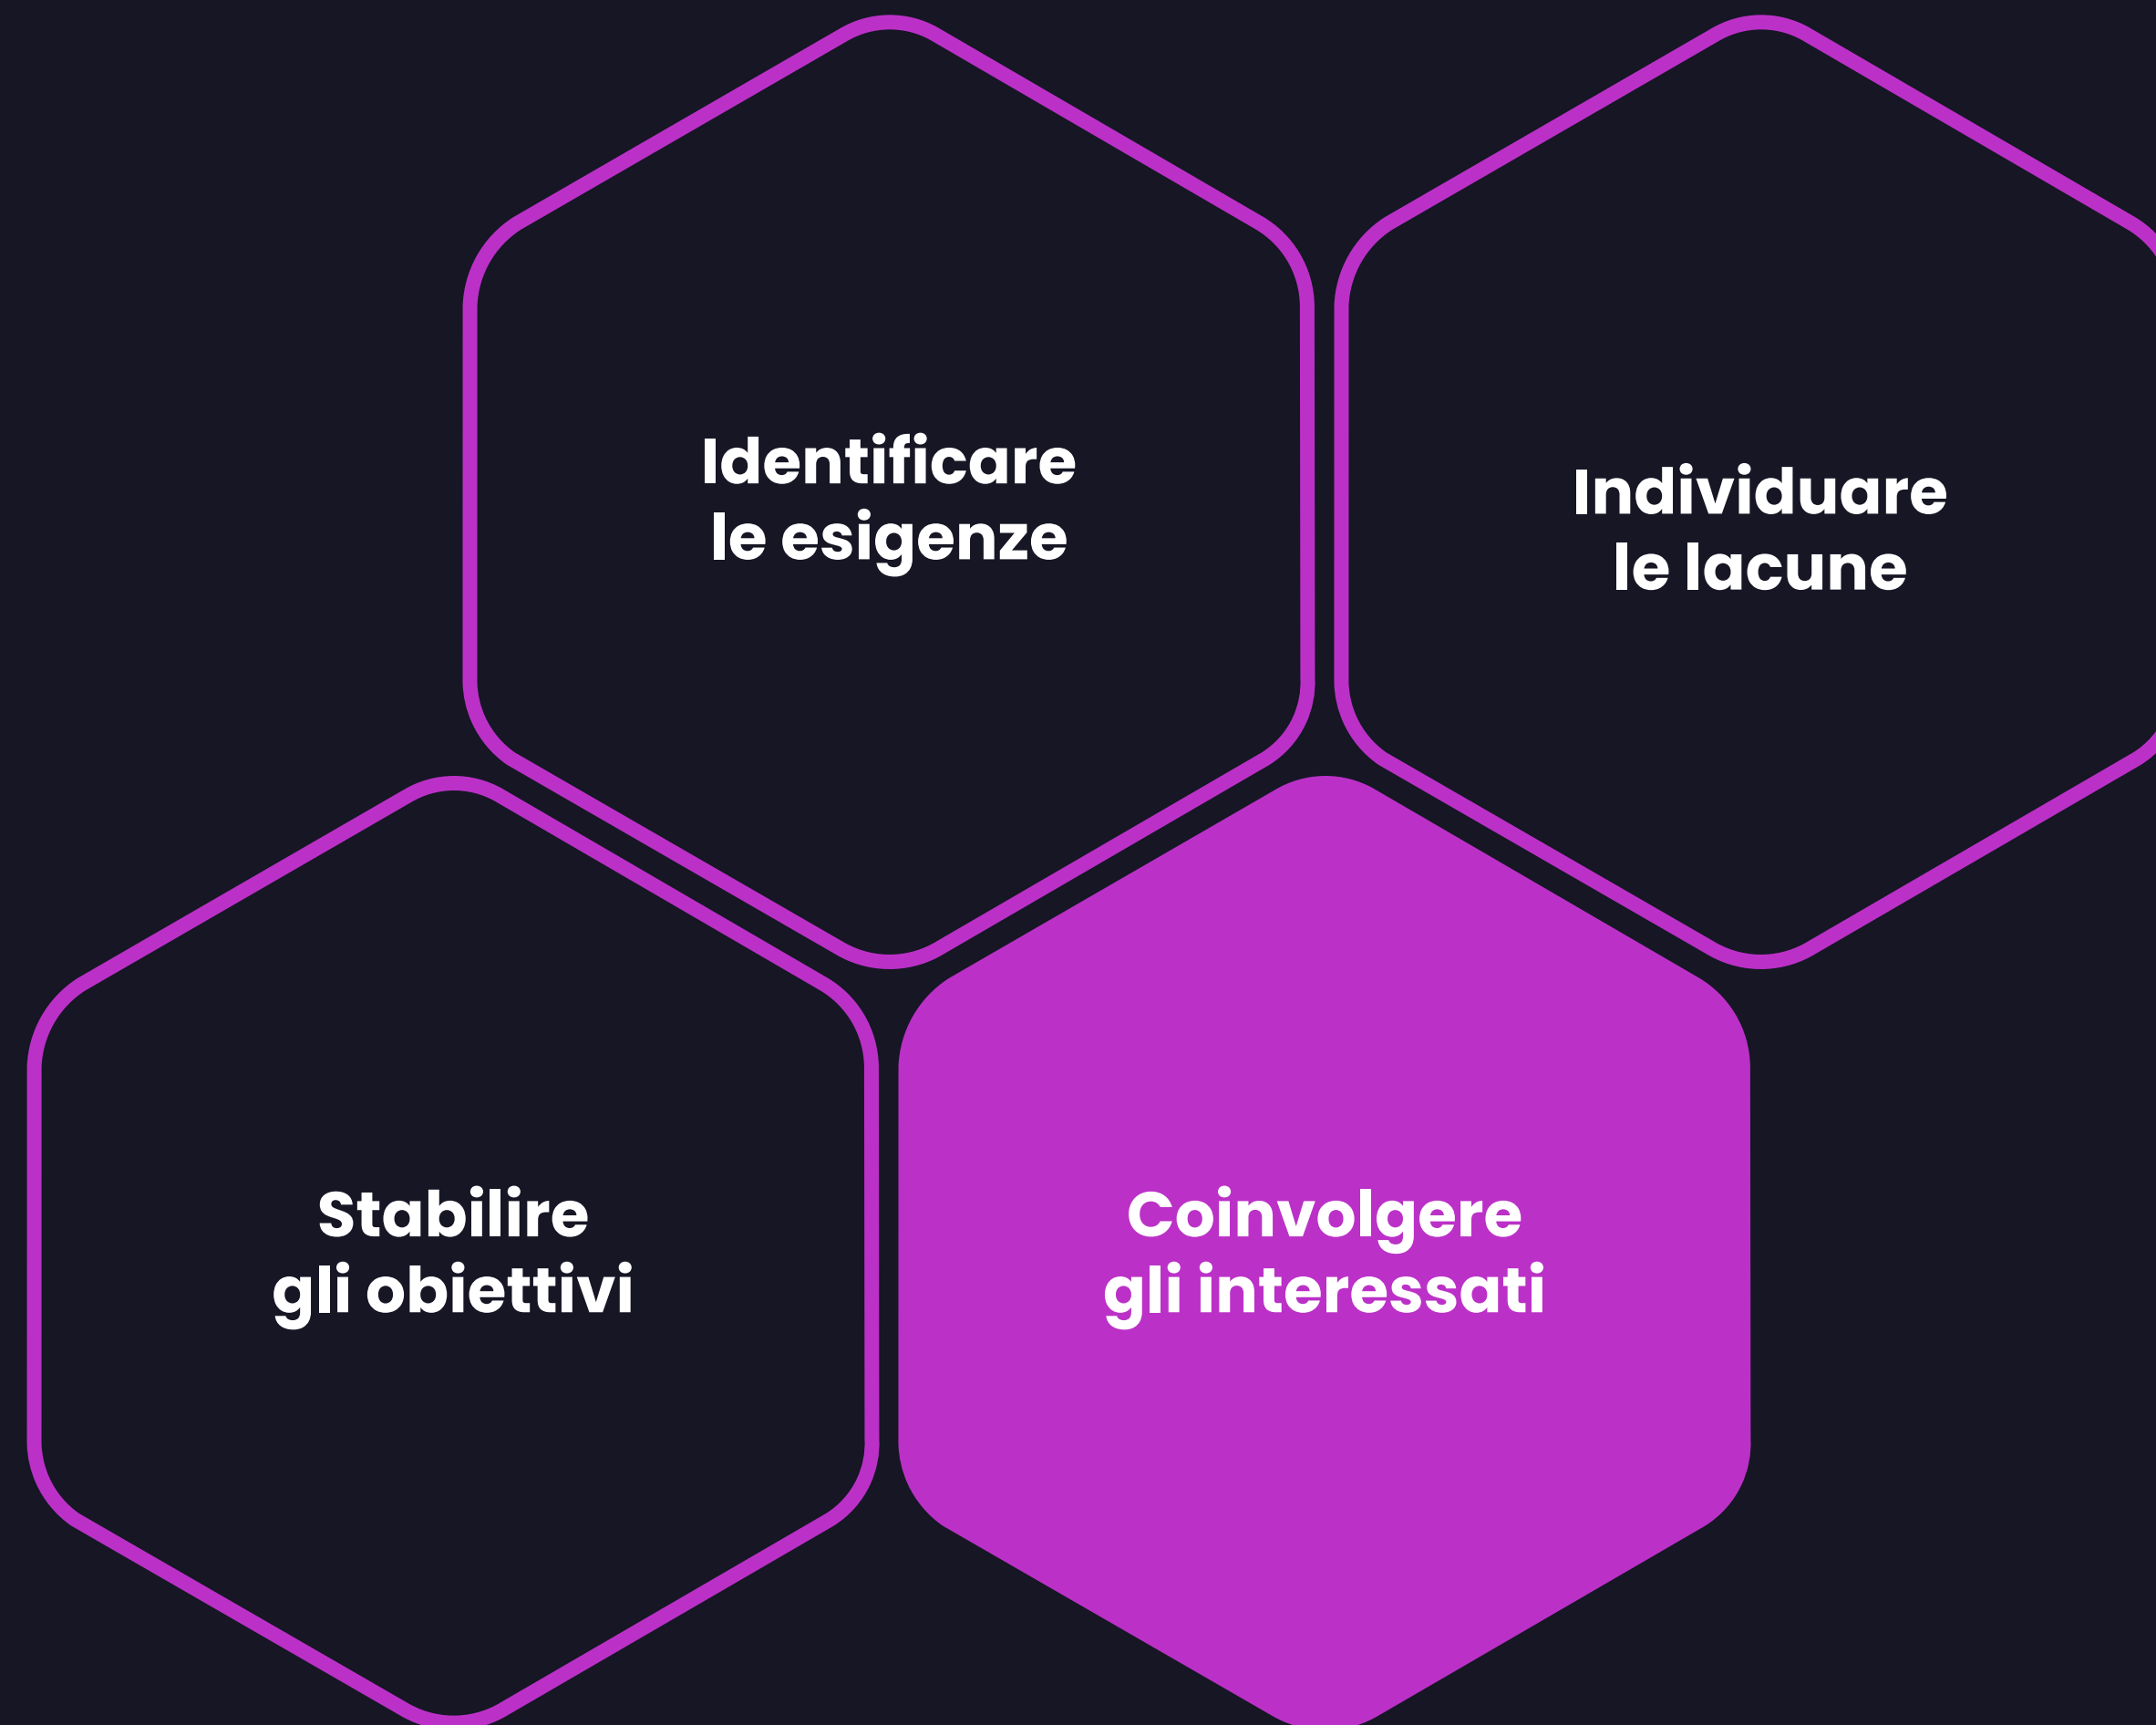 Identificare
le esigenze
Individuare
le lacune
Stabilire
gli obiettivi
Coinvolgere
gli interessati